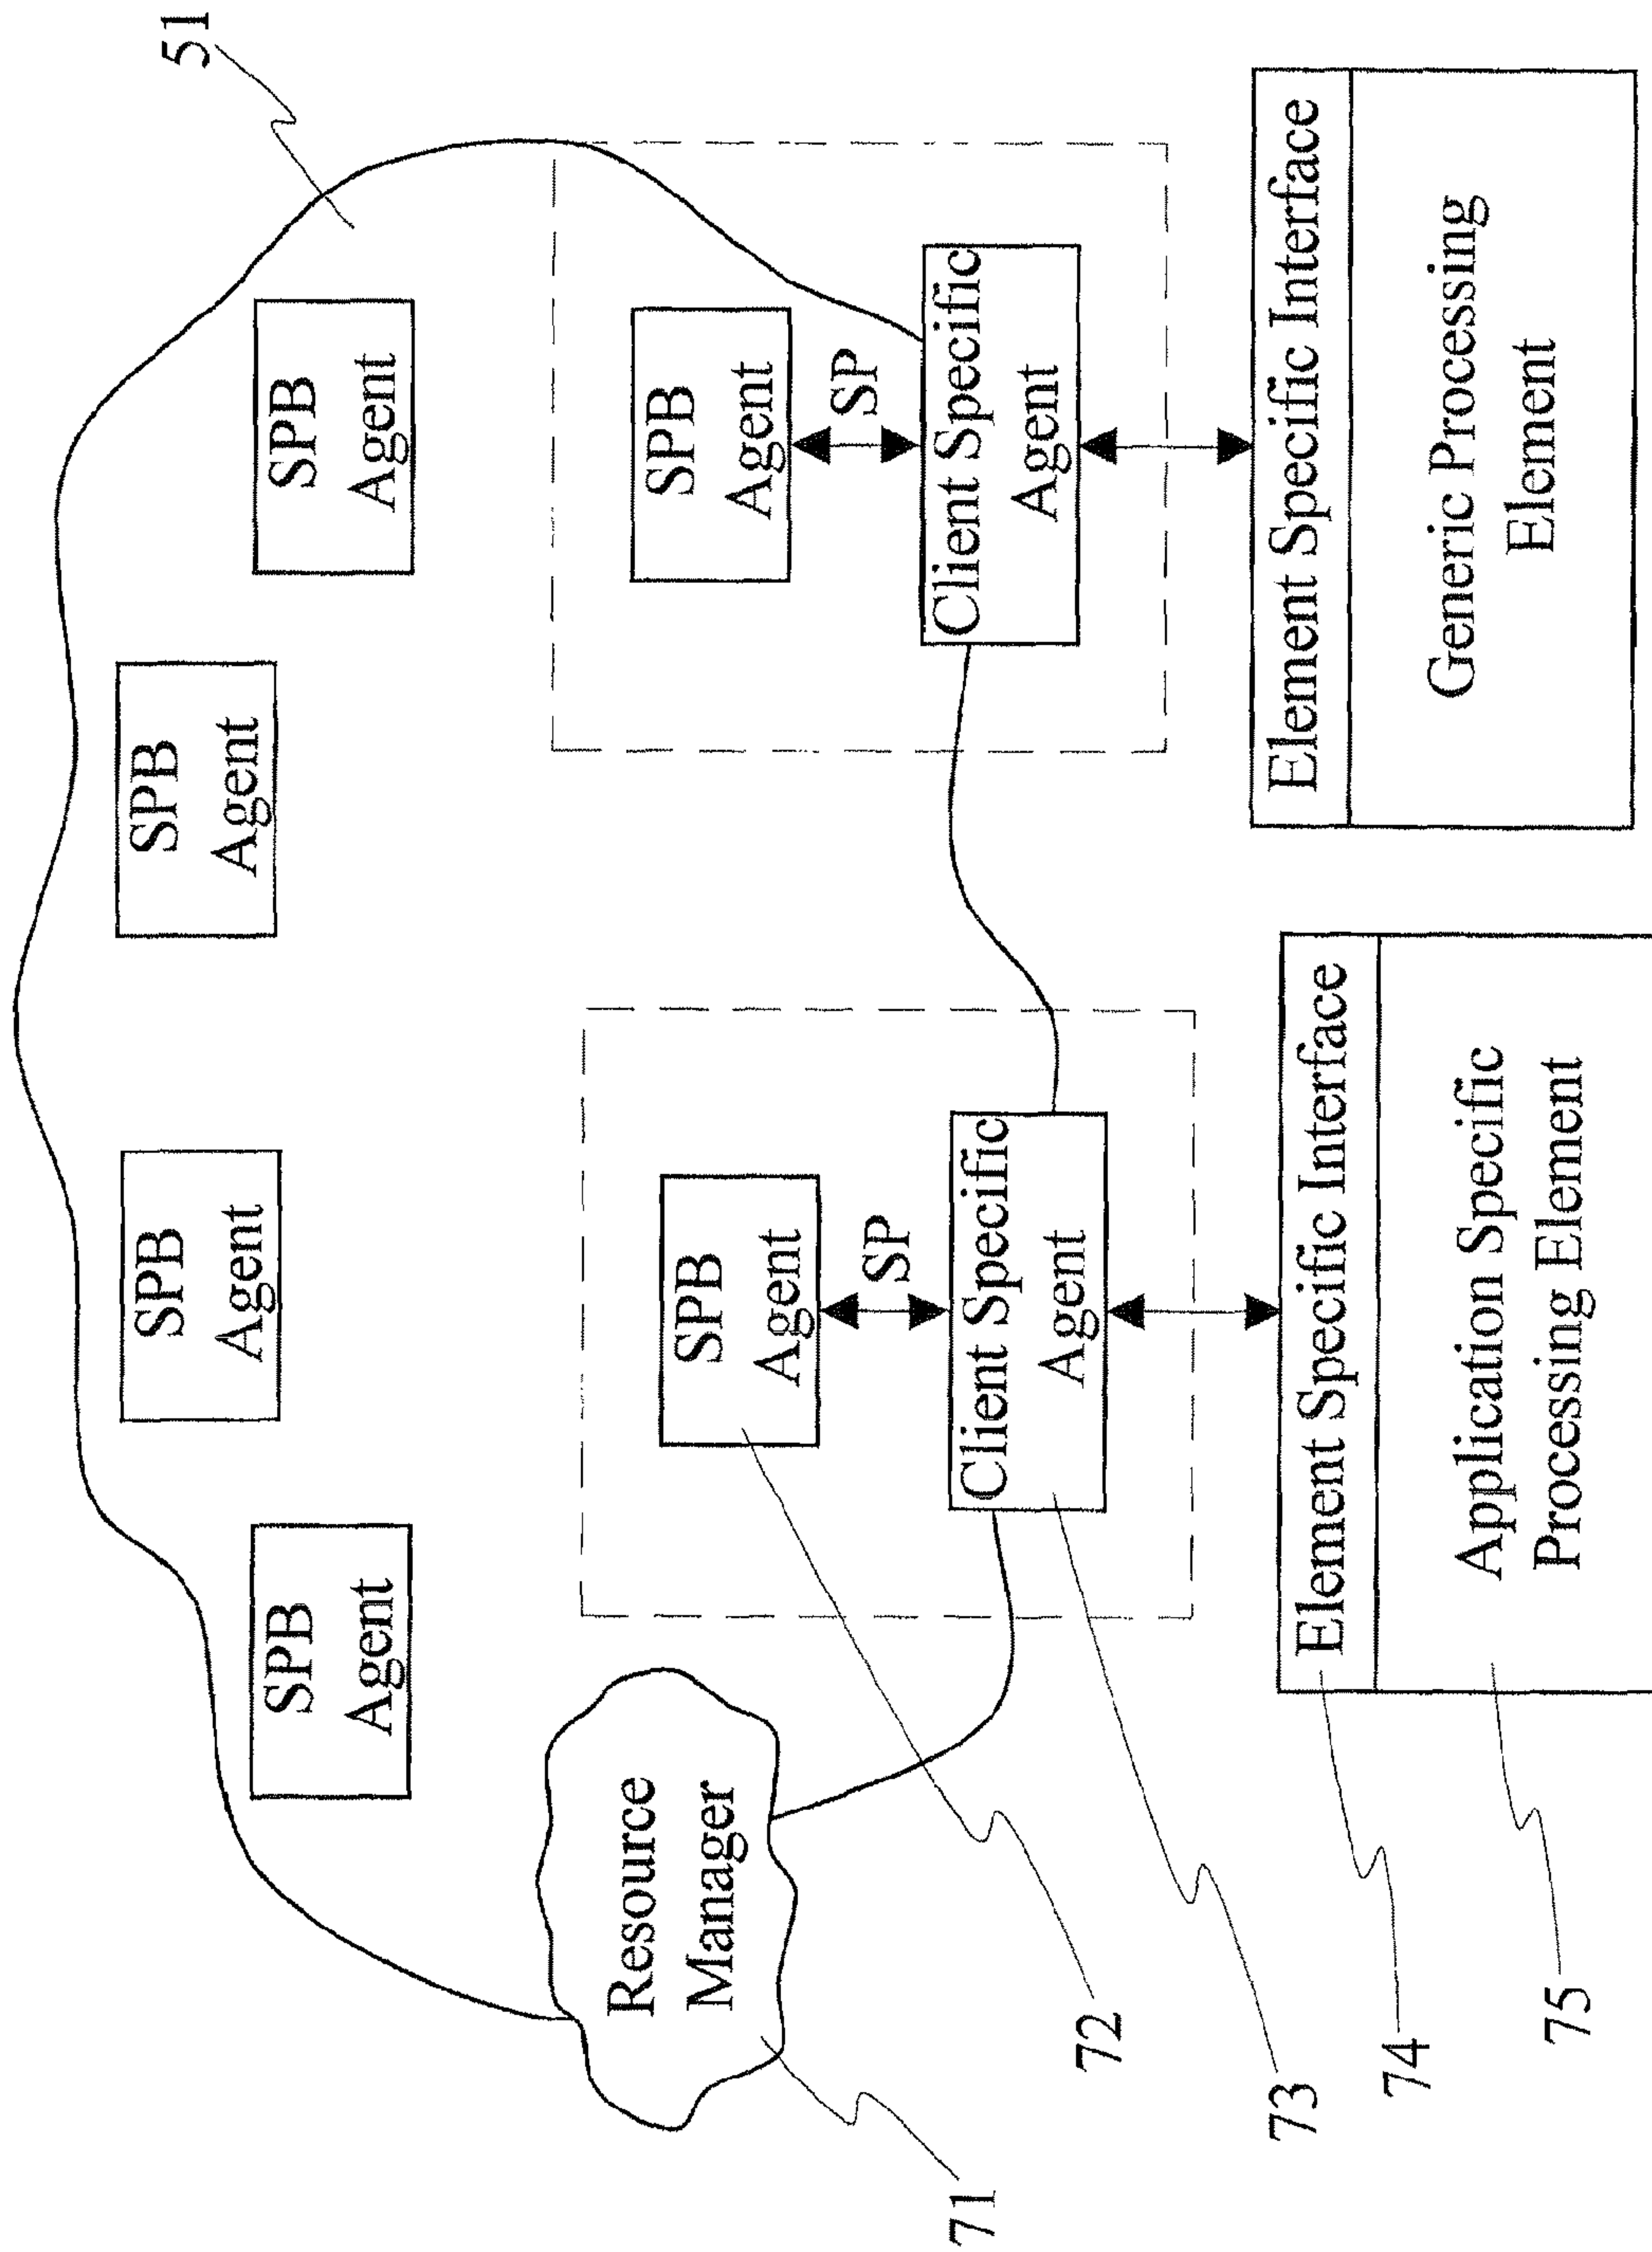 SPB
Agent
SPB
Agent
51
SPB
Agent
SPB
Agent
Resource
Manager
71
SPB
Agent
SPB
Agent
SP
SP
72
Client Specific
Agent
Client Specific
Agent
73
Element Specific Interface
Element Specific Interface
74
Application Specific
Processing Element
Generic Processing
Element
75